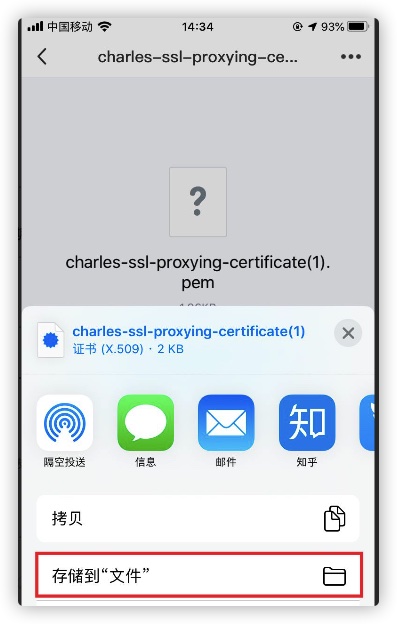 中国移动
14:34
93%
charles-ssl-proxying-ce...
?
charles-ssl-proxying-certificate(1).
pem
charles-ssl-proxying-certificate(1)
证书 (X.509) · 2 KB
知
隔空投送
信息
邮件
知乎
拷贝
存储到“文件”